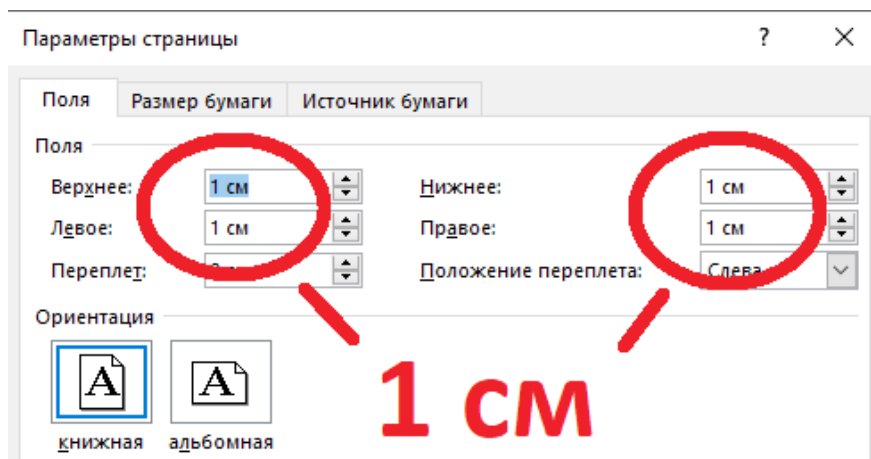 Параметры страницы ?
Поля Размер бумаги Источник бумаги
Поля
Верхнее: 1 см Нижнее: 1 см
Левое: 1 см Правое: 1 см
Переплет: Положение переплета: Слева
Ориентация
A A
книжная альбомная
1 см